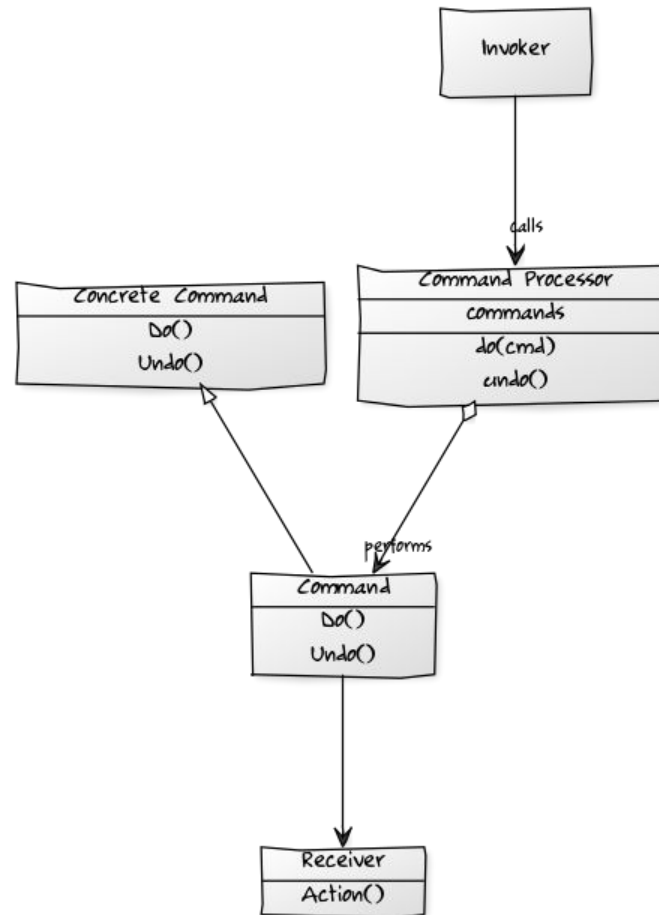 Invoker
calls
Concrete Command
Do()
Undo()
Command Processor
commands
do(cmd)
undo()
performs
Command
Do()
Undo()
Receiver
Action()